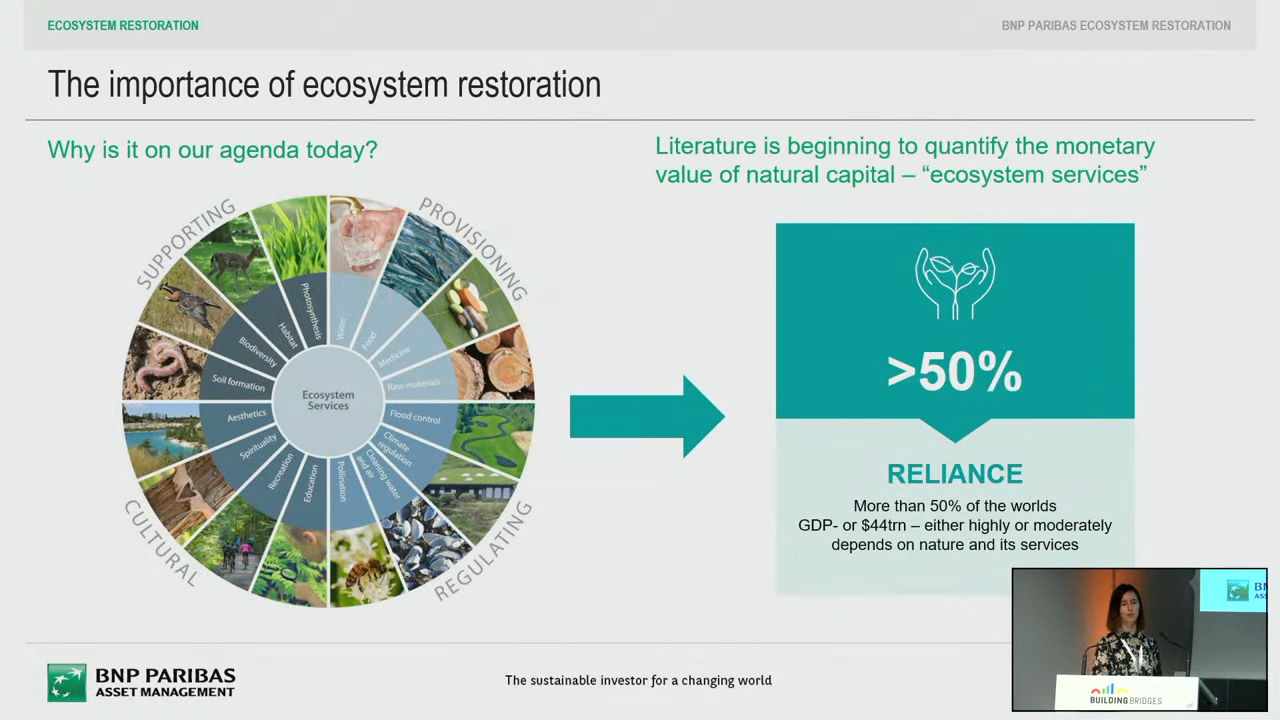 ECOSYSTEM RESTORATION
BNP PARIBAS ECOSYSTEM RESTORATION
The importance of ecosystem restoration
Why is it on our agenda today?
Literature is beginning to quantify the monetary
value of natural capital – “ecosystem services”
SUPPORTING
PROVISIONING
Photosynthesis
Habitat
Biodiversity
Soil formation
Water
Food
Medicine
Raw materials
Ecosystem
Services
Aesthetics
Spirituality
Recreation
Education
Flood control
Climate
regulation
Cleaning water
and air
Pollination
CULTURAL
REGULATING
>50%
RELIANCE
More than 50% of the worlds
GDP- or $44trn – either highly or moderately
depends on nature and its services
BNP PARIBAS
ASSET MANAGEMENT
The sustainable investor for a changing world
BUILDINGBRIDGES